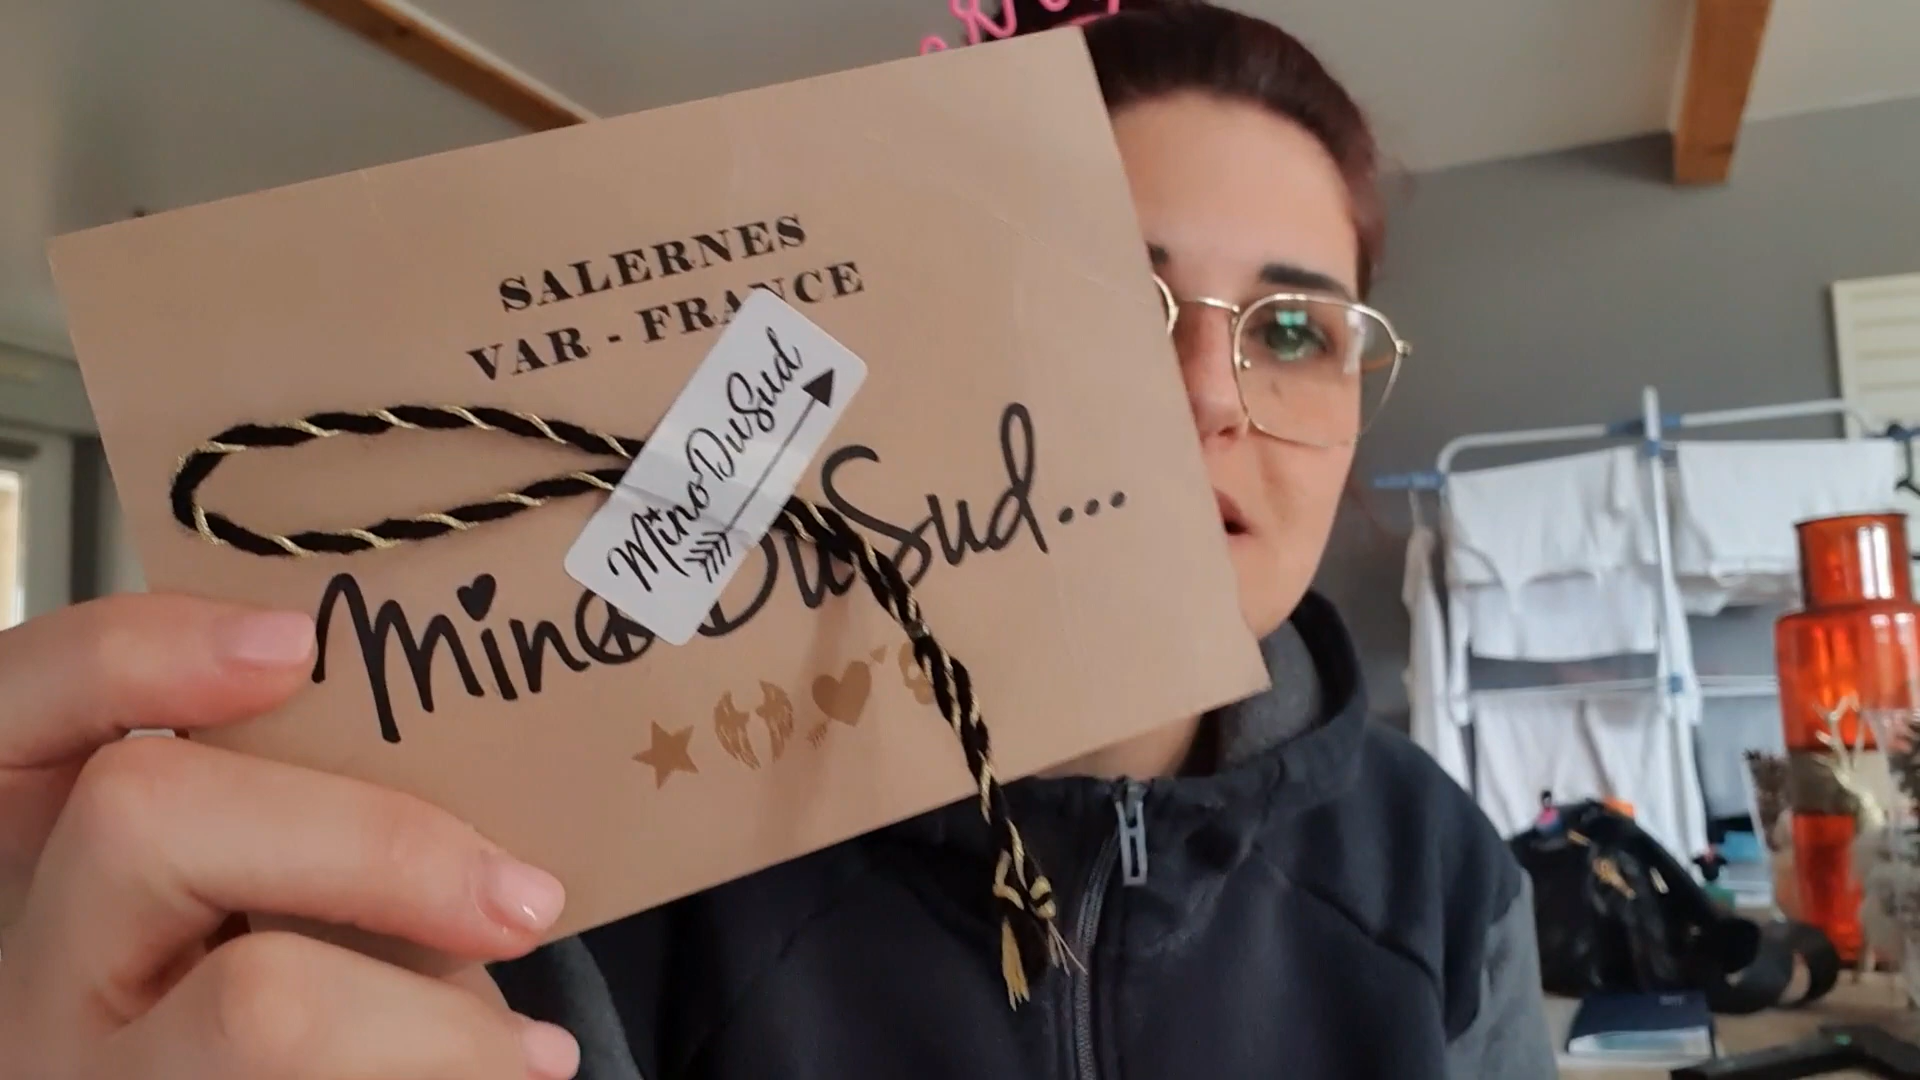 SALERNES
VAR - FRANCE
MinoDuSud
MinoDuSud...